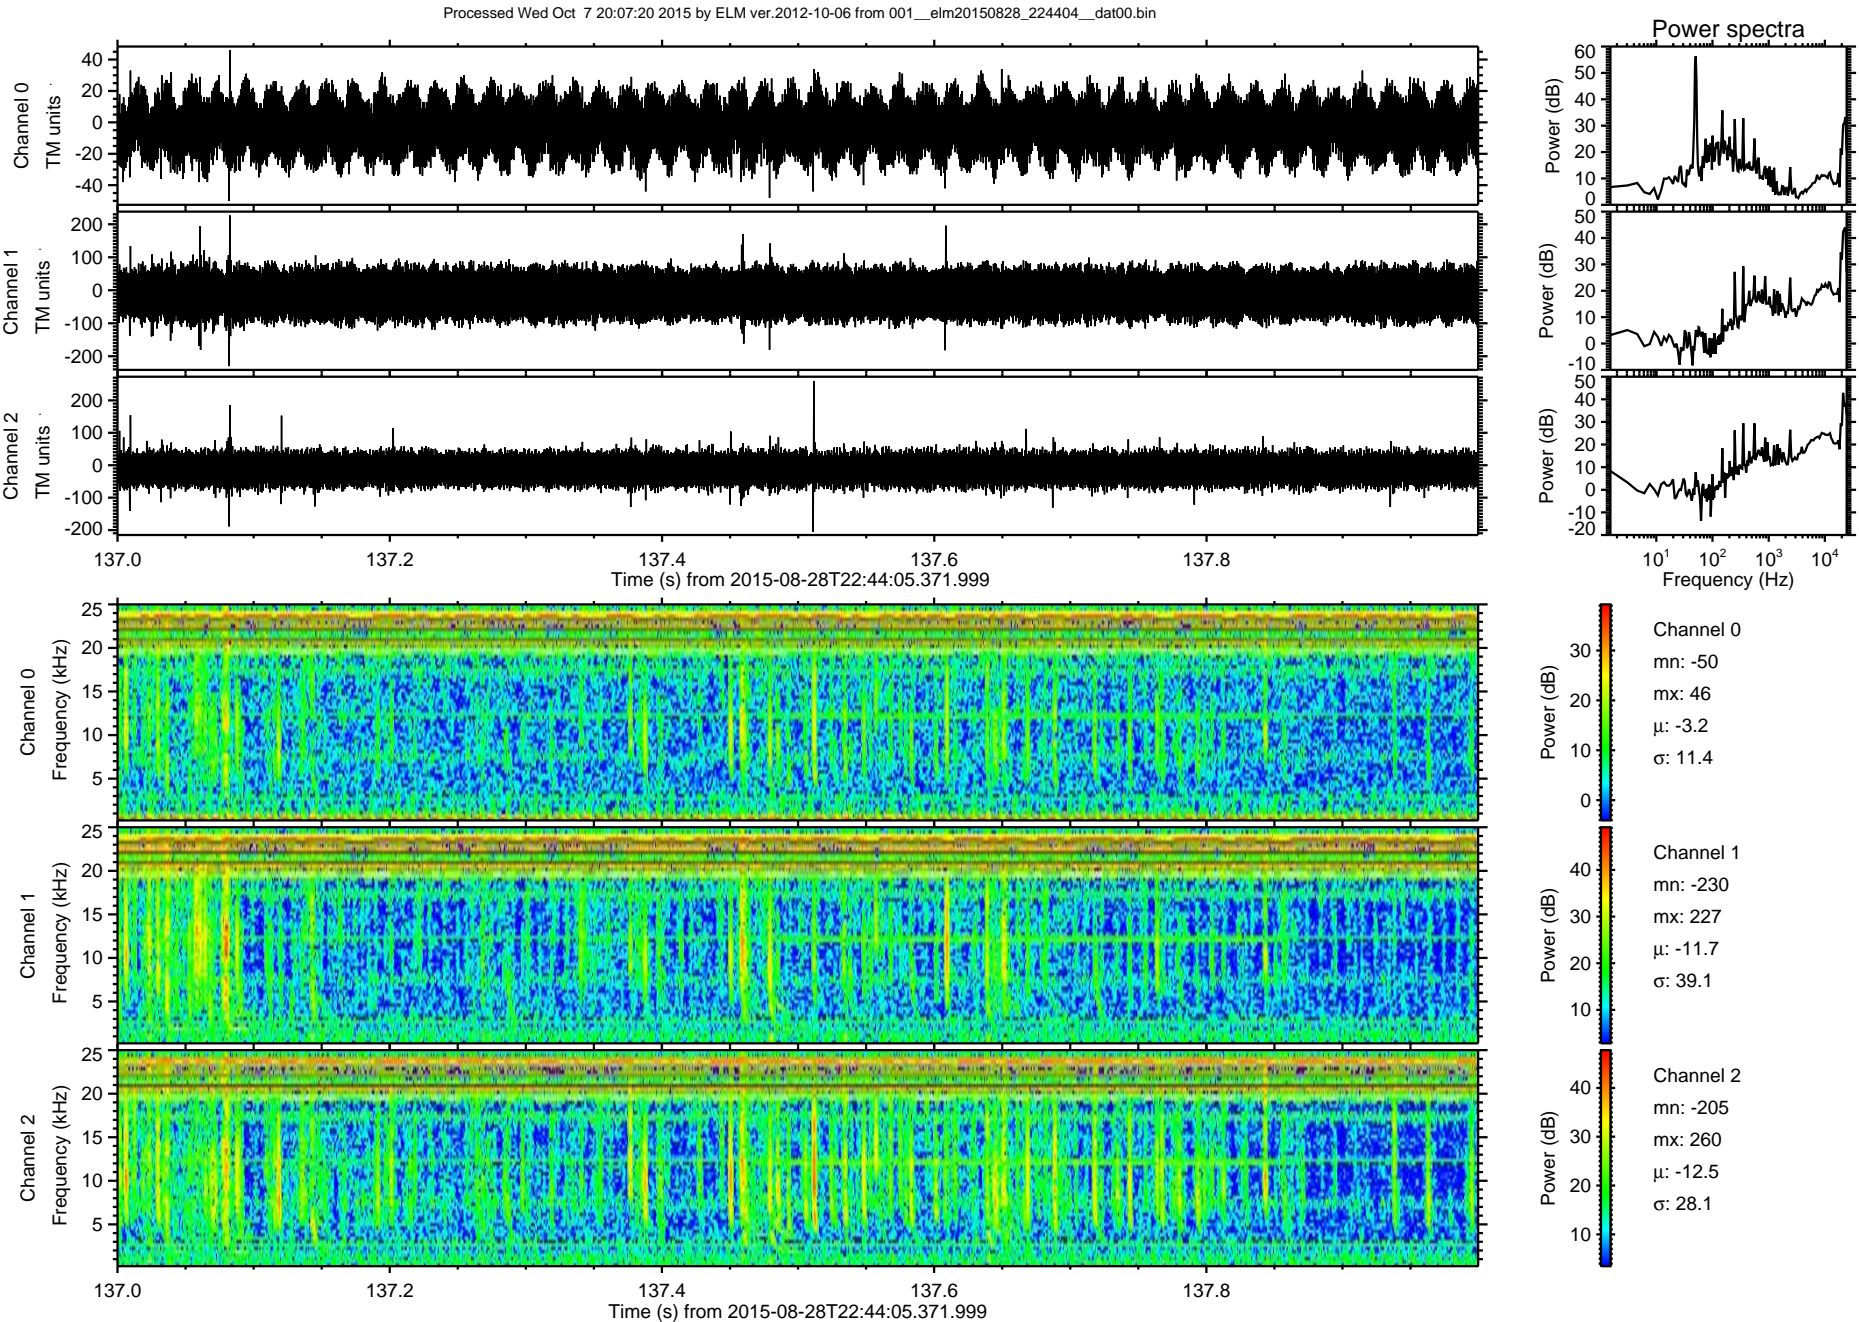 Processed Wed Oct 7 20:07:20 2015 by ELM ver.2012-10-06 from 001__elm20150828_224404__dat00.bin
Power spectra
Channel 0
TM units
40
20
0
-20
-40
Power (dB)
60
50
40
30
20
10
0
Channel 1
TM units
200
100
0
-100
-200
Power (dB)
50
40
30
20
10
0
-10
Channel 2
TM units
200
100
0
-100
-200
Power (dB)
50
40
30
20
10
0
-10
-20
137.0 137.2 137.4 137.6 137.8
Time (s) from 2015-08-28T22:44:05.371.999
10¹ 10² 10³ 10⁴
Frequency (Hz)
Channel 0
Frequency (kHz)
25
20
15
10
5
Power (dB)
30
20
10
0
Channel 0
mn: -50
mx: 46
μ: -3.2
σ: 11.4
Channel 1
Frequency (kHz)
25
20
15
10
5
Power (dB)
40
30
20
10
Channel 1
mn: -230
mx: 227
μ: -11.7
σ: 39.1
Channel 2
Frequency (kHz)
25
20
15
10
5
Power (dB)
40
30
20
10
Channel 2
mn: -205
mx: 260
μ: -12.5
σ: 28.1
137.0 137.2 137.4 137.6 137.8
Time (s) from 2015-08-28T22:44:05.371.999